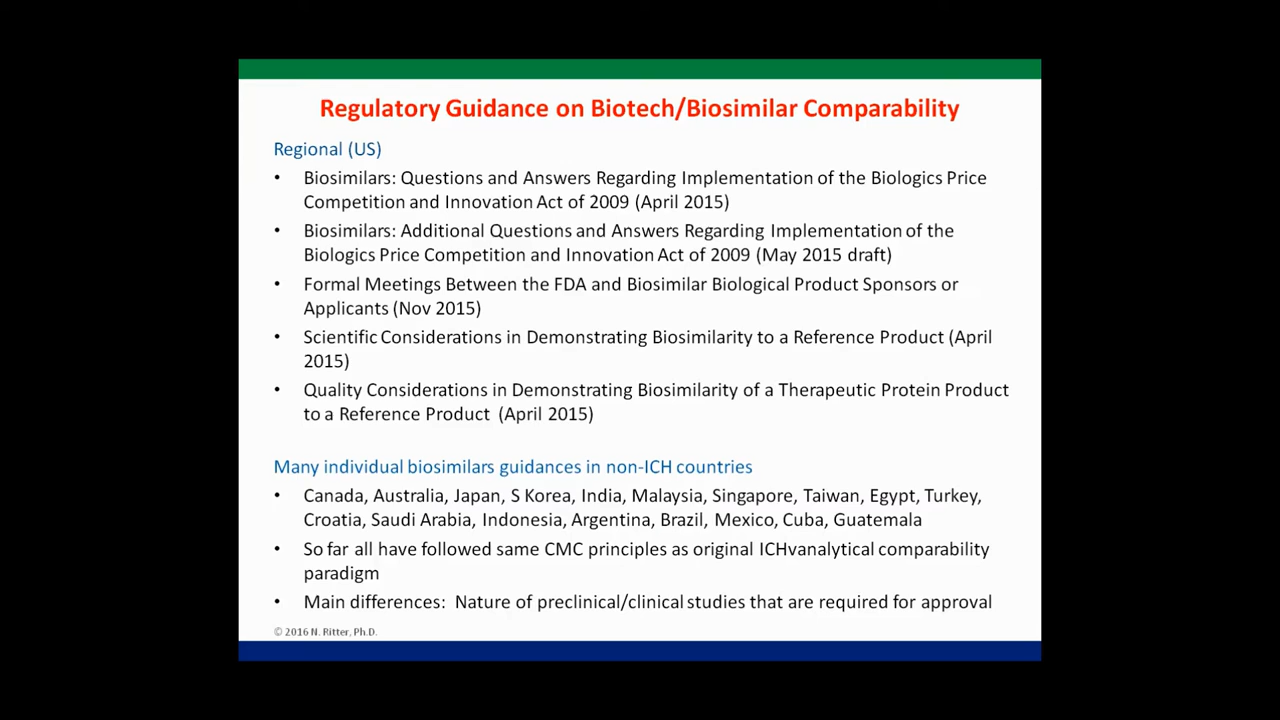 Regulatory Guidance on Biotech/Biosimilar Comparability
Regional (US)
• Biosimilars: Questions and Answers Regarding Implementation of the Biologics Price
Competition and Innovation Act of 2009 (April 2015)
• Biosimilars: Additional Questions and Answers Regarding Implementation of the
Biologics Price Competition and Innovation Act of 2009 (May 2015 draft)
• Formal Meetings Between the FDA and Biosimilar Biological Product Sponsors or
Applicants (Nov 2015)
• Scientific Considerations in Demonstrating Biosimilarity to a Reference Product (April
2015)
• Quality Considerations in Demonstrating Biosimilarity of a Therapeutic Protein Product
to a Reference Product (April 2015)
Many individual biosimilars guidances in non-ICH countries
• Canada, Australia, Japan, S Korea, India, Malaysia, Singapore, Taiwan, Egypt, Turkey,
Croatia, Saudi Arabia, Indonesia, Argentina, Brazil, Mexico, Cuba, Guatemala
• So far all have followed same CMC principles as original ICHvanalytical comparability
paradigm
• Main differences: Nature of preclinical/clinical studies that are required for approval
© 2016 N. Ritter, Ph.D.